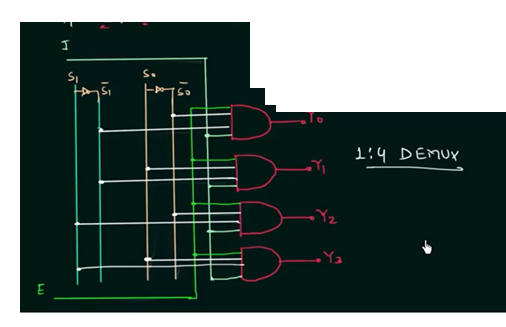 I
S₁ S̅₁ S₀ S̅₀
Y₀
1:4 DEMUX
Y₁
Y₂
Y₃
E